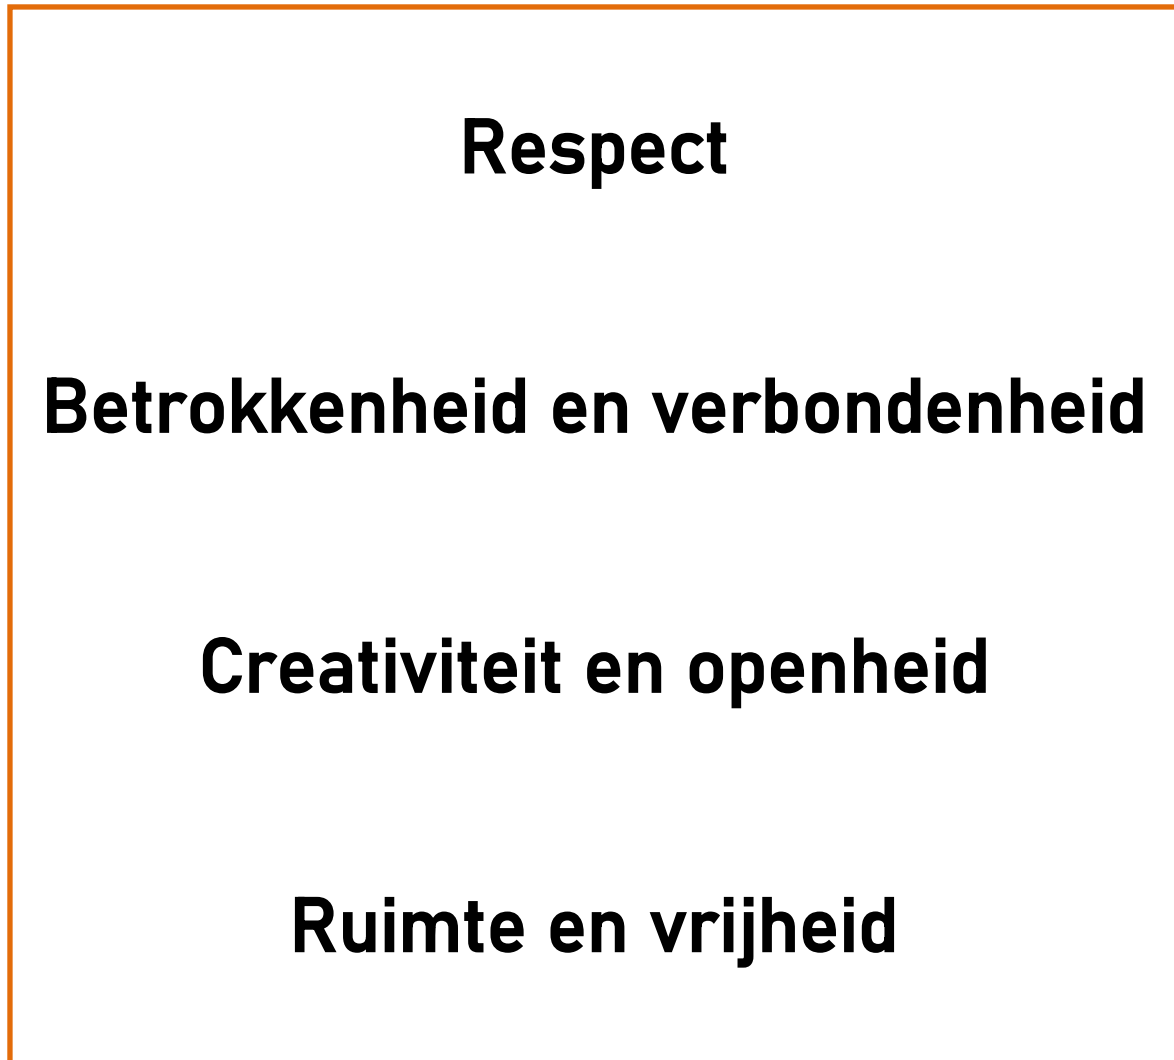 Respect
Betrokkenheid en verbondenheid
Creativiteit en openheid
Ruimte en vrijheid